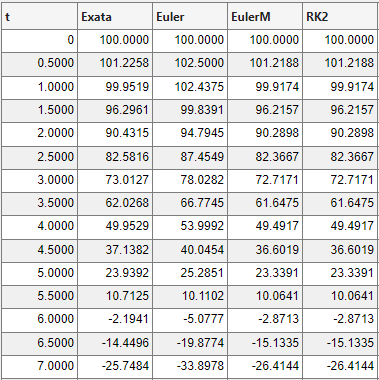 t Exata Euler EulerM RK2
0 100.0000 100.0000 100.0000 100.0000
0.5000 101.2258 102.5000 101.2188 101.2188
1.0000 99.9519 102.4375 99.9174 99.9174
1.5000 96.2961 99.8391 96.2157 96.2157
2.0000 90.4315 94.7945 90.2898 90.2898
2.5000 82.5816 87.4549 82.3667 82.3667
3.0000 73.0127 78.0282 72.7171 72.7171
3.5000 62.0268 66.7745 61.6475 61.6475
4.0000 49.9529 53.9992 49.4917 49.4917
4.5000 37.1382 40.0454 36.6019 36.6019
5.0000 23.9392 25.2851 23.3391 23.3391
5.5000 10.7125 10.1102 10.0641 10.0641
6.0000 -2.1941 -5.0777 -2.8713 -2.8713
6.5000 -14.4496 -19.8774 -15.1335 -15.1335
7.0000 -25.7484 -33.8978 -26.4144 -26.4144